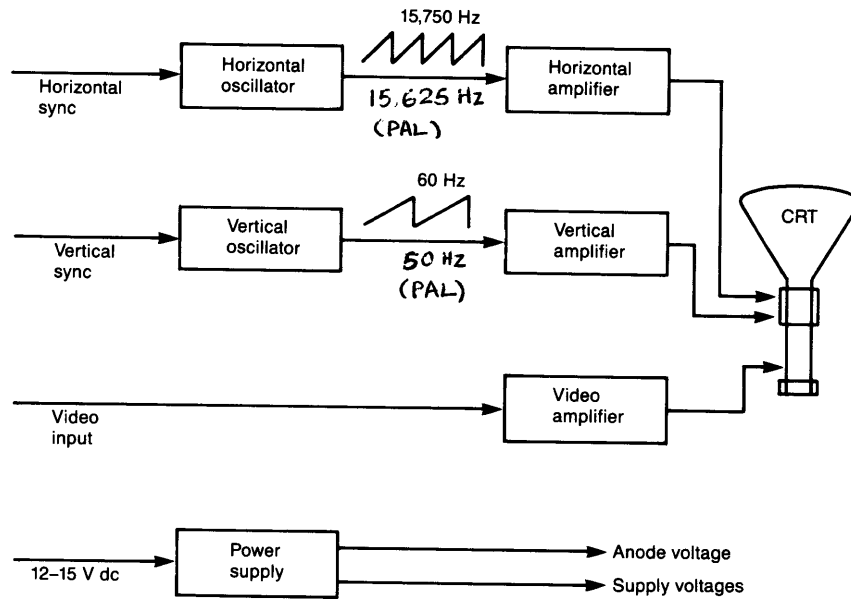 15,750 Hz
Horizontal
sync
Horizontal
oscillator
15,625 Hz
(PAL)
Horizontal
amplifier
60 Hz
Vertical
sync
Vertical
oscillator
50 Hz
(PAL)
Vertical
amplifier
CRT
Video
input
Video
amplifier
12–15 V dc
Power
supply
Anode voltage
Supply voltages